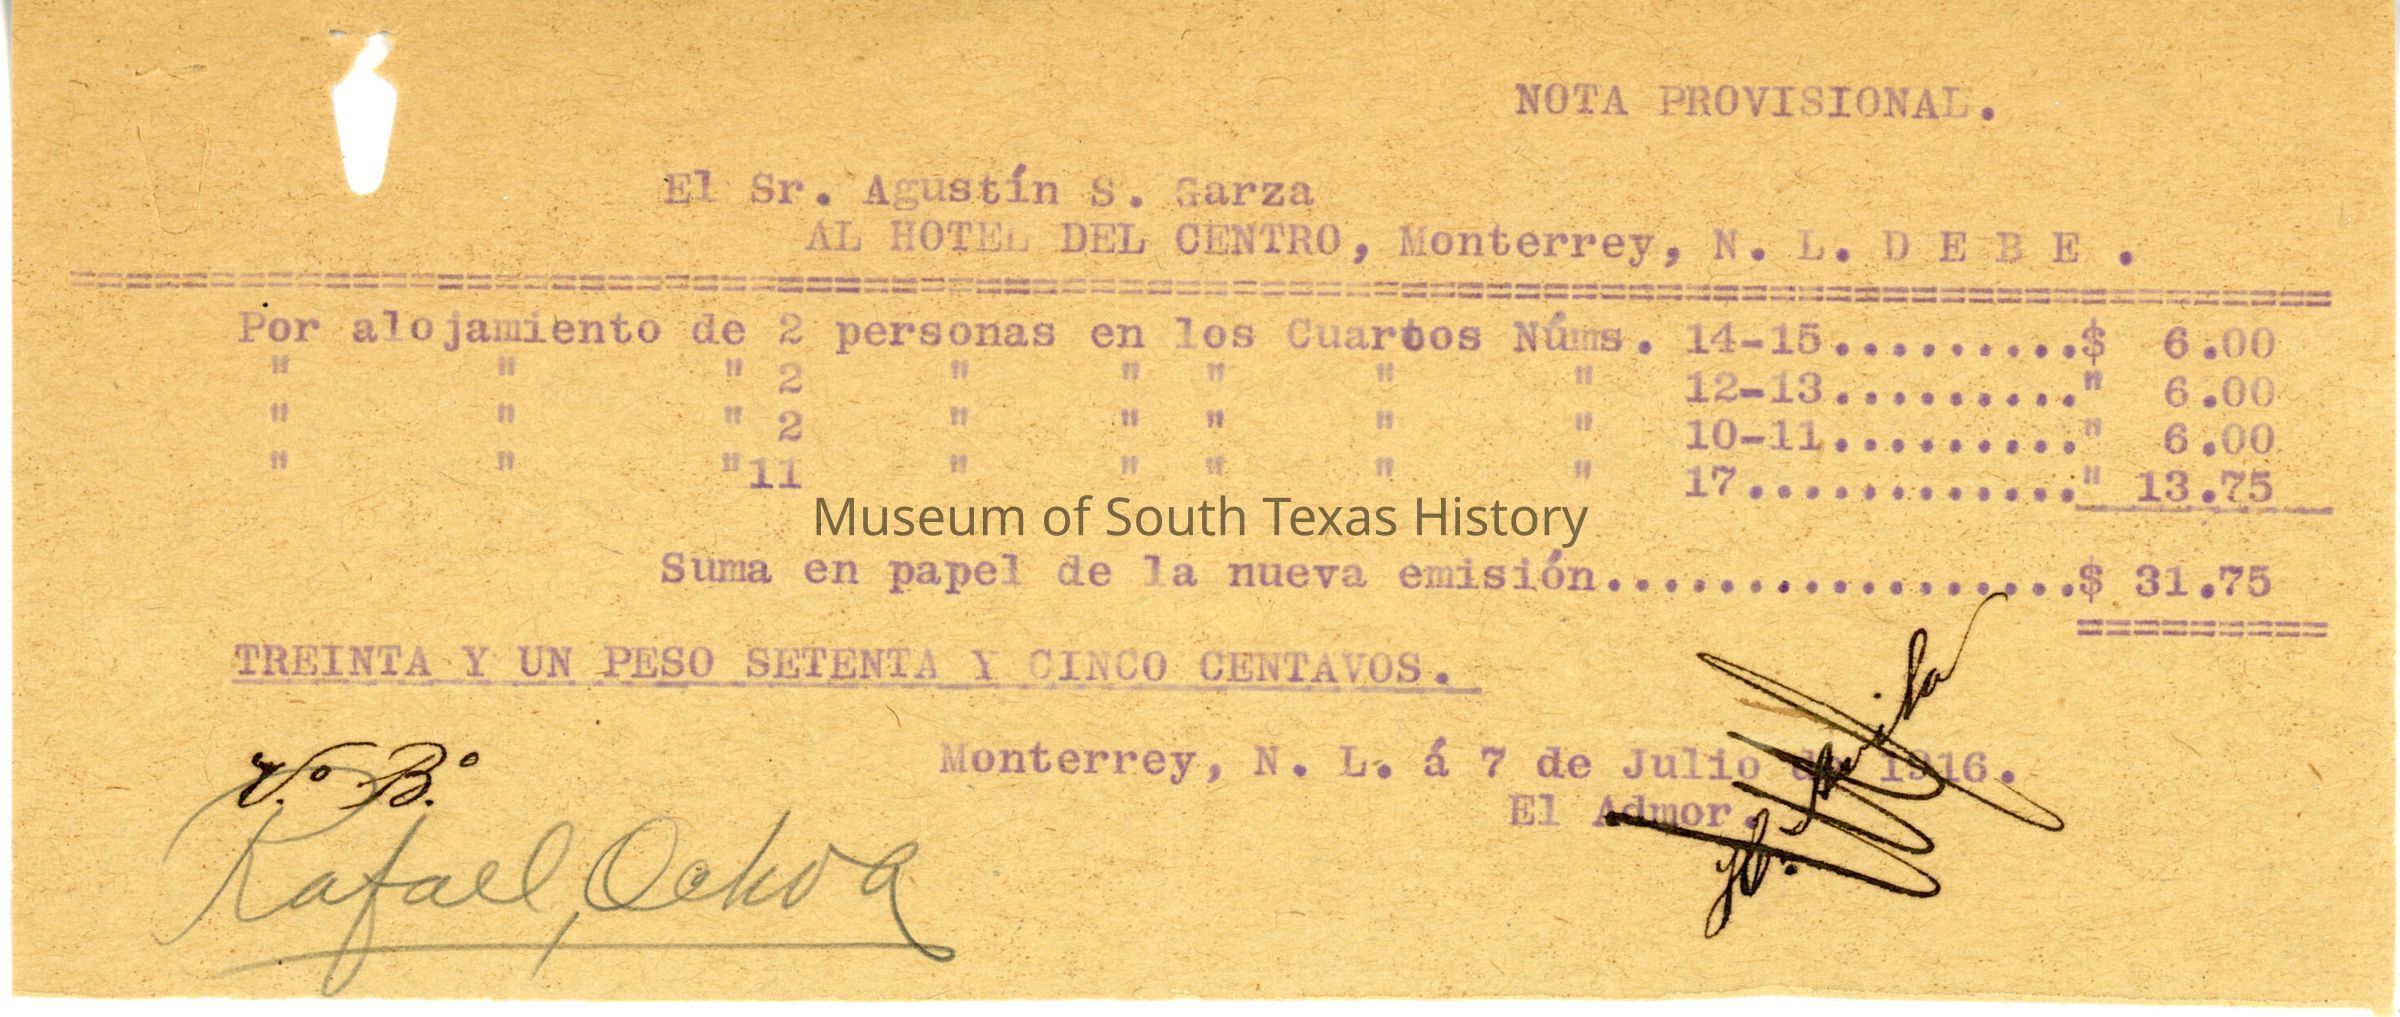 NOTA PROVISIONAL.
El Sr. Agustín S. Garza
AL HOTEL DEL CENTRO, Monterrey, N. L. D E B E .
==========================================================================================
Por alojamiento de 2 personas en los Cuartos Núms. 14-15.........$ 6.00
" " " 2 " " " " " 12-13........." 6.00
" " " 2 " " " " " 10-11........." 6.00
" " "11 " " " " " 17............" 13.75
Museum of South Texas History
Suma en papel de la nueva emisión.................$ 31.75
=========
TREINTA Y UN PESO SETENTA Y CINCO CENTAVOS.
Monterrey, N. L. á 7 de Julio de 1916.
El Admor.
V.º B.º
Rafael, Ochoa